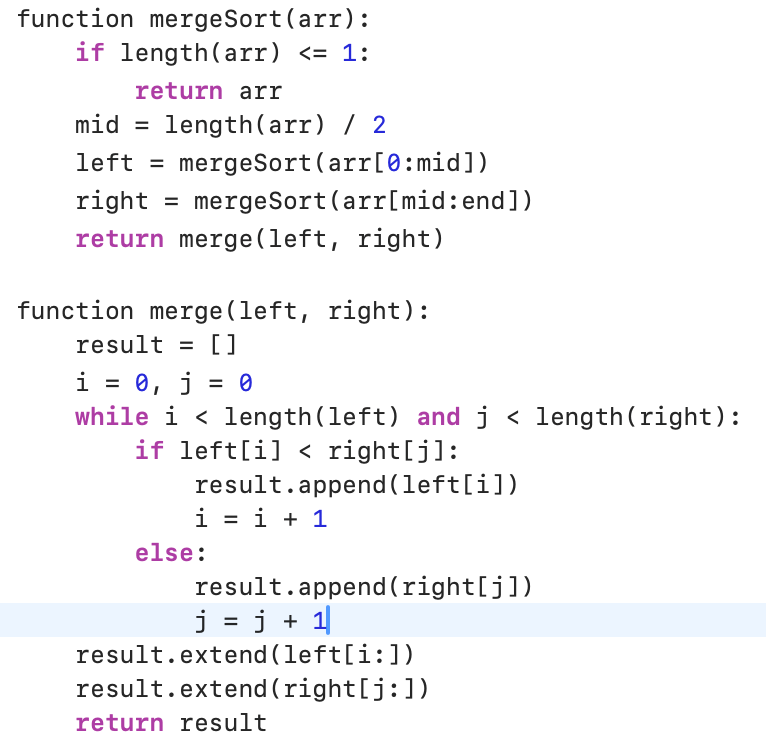 function mergeSort(arr):
    if length(arr) <= 1:
        return arr
    mid = length(arr) / 2
    left = mergeSort(arr[0:mid])
    right = mergeSort(arr[mid:end])
    return merge(left, right)

function merge(left, right):
    result = []
    i = 0, j = 0
    while i < length(left) and j < length(right):
        if left[i] < right[j]:
            result.append(left[i])
            i = i + 1
        else:
            result.append(right[j])
            j = j + 1
    result.extend(left[i:])
    result.extend(right[j:])
    return result